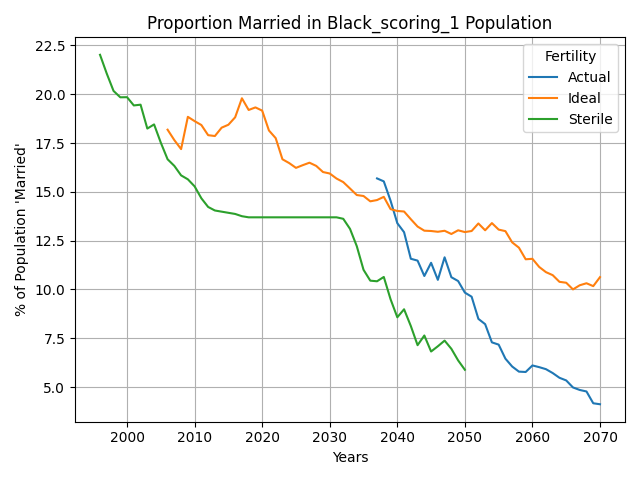 Proportion Married in Black_scoring_1 Population
Fertility
Actual
Ideal
Sterile
% of Population 'Married'
22.5
20.0
17.5
15.0
12.5
10.0
7.5
5.0
2000 2010 2020 2030 2040 2050 2060 2070
Years